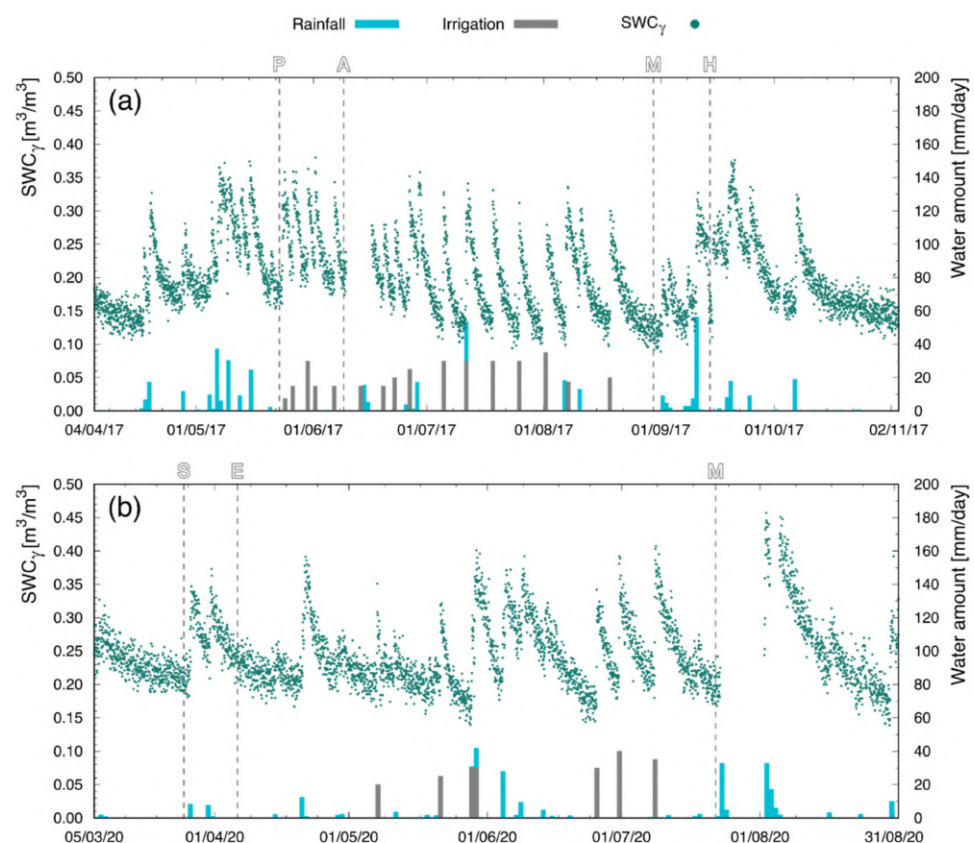 Rainfall Irrigation SWCγ
P A M H
(a)
0.50 0.45 0.40 0.35 0.30 0.25 0.20 0.15 0.10 0.05 0.00
SWCγ [m³/m³]
200 180 160 140 120 100 80 60 40 20 0
Water amount [mm/day]
04/04/17 01/05/17 01/06/17 01/07/17 01/08/17 01/09/17 01/10/17 02/11/17
S E M
(b)
0.50 0.45 0.40 0.35 0.30 0.25 0.20 0.15 0.10 0.05 0.00
SWCγ [m³/m³]
200 180 160 140 120 100 80 60 40 20 0
Water amount [mm/day]
05/03/20 01/04/20 01/05/20 01/06/20 01/07/20 01/08/20 31/08/20